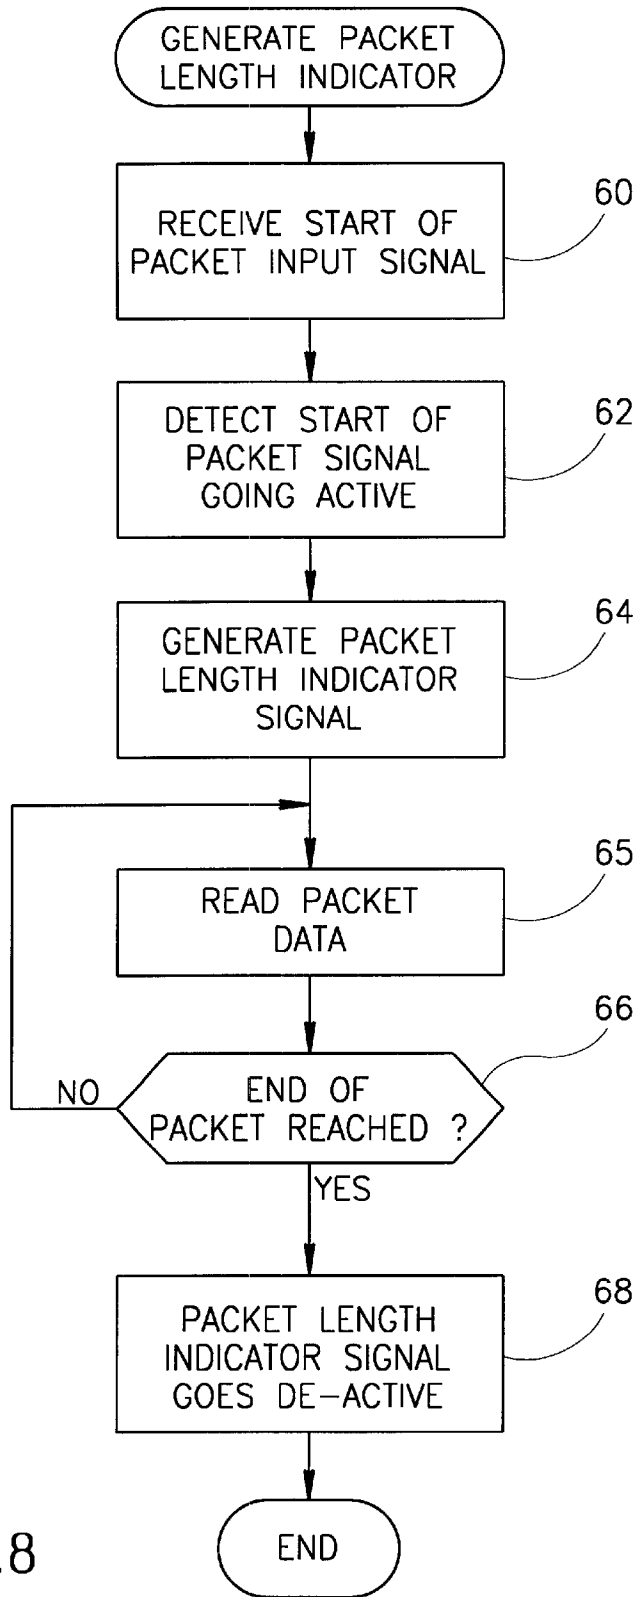 GENERATE PACKET
LENGTH INDICATOR
60
RECEIVE START OF
PACKET INPUT SIGNAL
62
DETECT START OF
PACKET SIGNAL
GOING ACTIVE
64
GENERATE PACKET
LENGTH INDICATOR
SIGNAL
65
READ PACKET
DATA
66
NO
END OF
PACKET REACHED ?
YES
68
PACKET LENGTH
INDICATOR SIGNAL
GOES DE-ACTIVE
END
.8